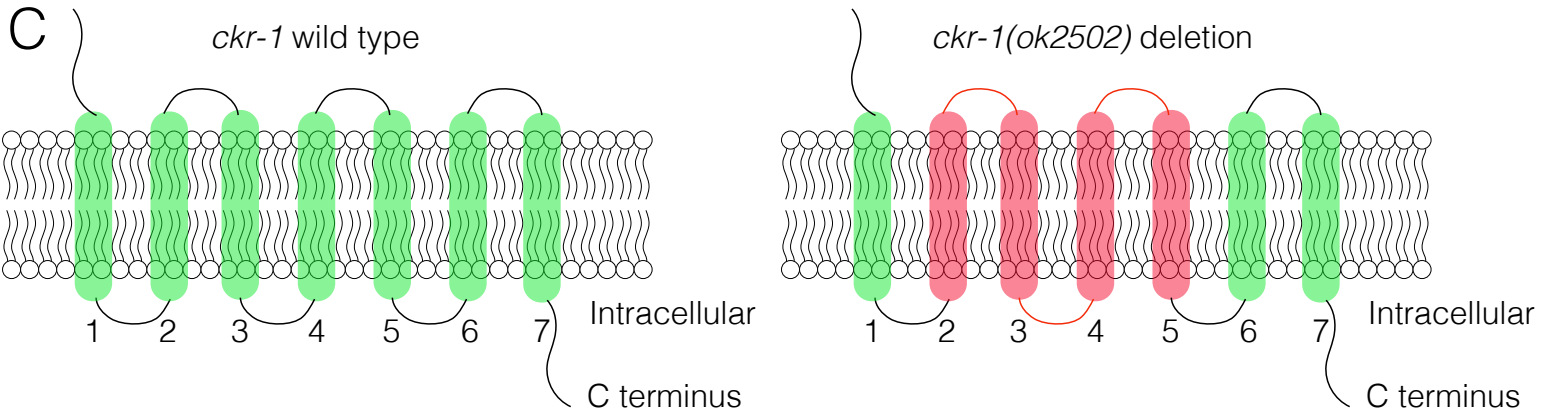 C
ckr-1 wild type
ckr-1(ok2502) deletion
1 2 3 4 5 6 7
Intracellular
C terminus
1 2 3 4 5 6 7
Intracellular
C terminus